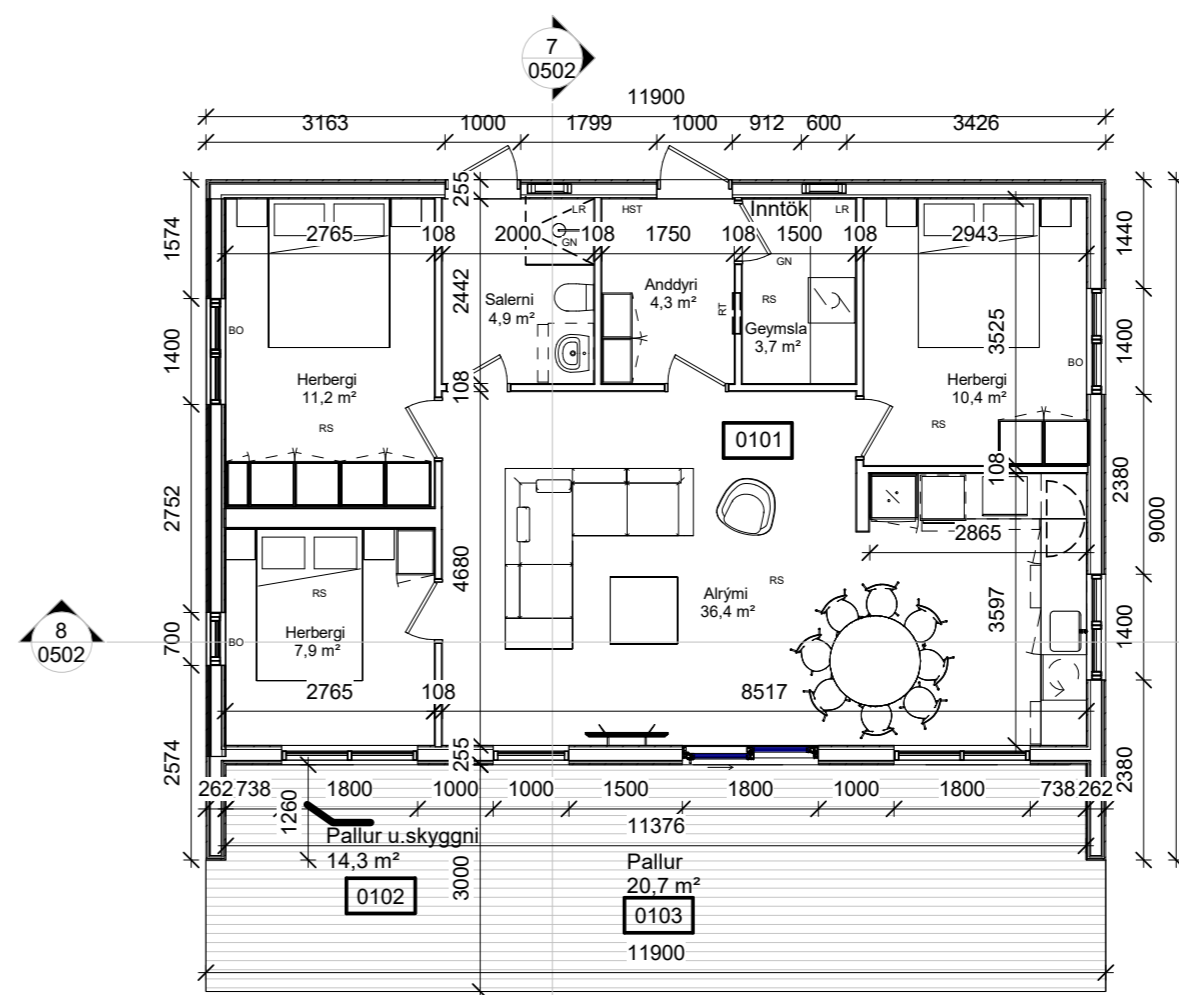 7
0502
11900
3163 1000 1799 1000 912 600 3426
255
LR HST Inntök LR
1574
2765 108 2000 108 1750 108 1500 108 2943
GN GN
1440
2442
Salerni
4,9 m²
Anddyri
4,3 m²
RT
RS
Geymsla
3,7 m²
3525
1400
BO
BO
1400
Herbergi
11,2 m²
RS
108
Herbergi
10,4 m²
RS
0101
108
2752
2380
9000
2865
4680
RS
Alrými
36,4 m²
RS
3597
8
0502
700
BO
Herbergi
7,9 m²
1400
2765 108 8517
2574
255
2380
262 738 1800 1000 1000 1500 1800 1000 1800 738 262
1260
11376
Pallur u.skyggni
14,3 m²
0102
3000
Pallur
20,7 m²
0103
11900